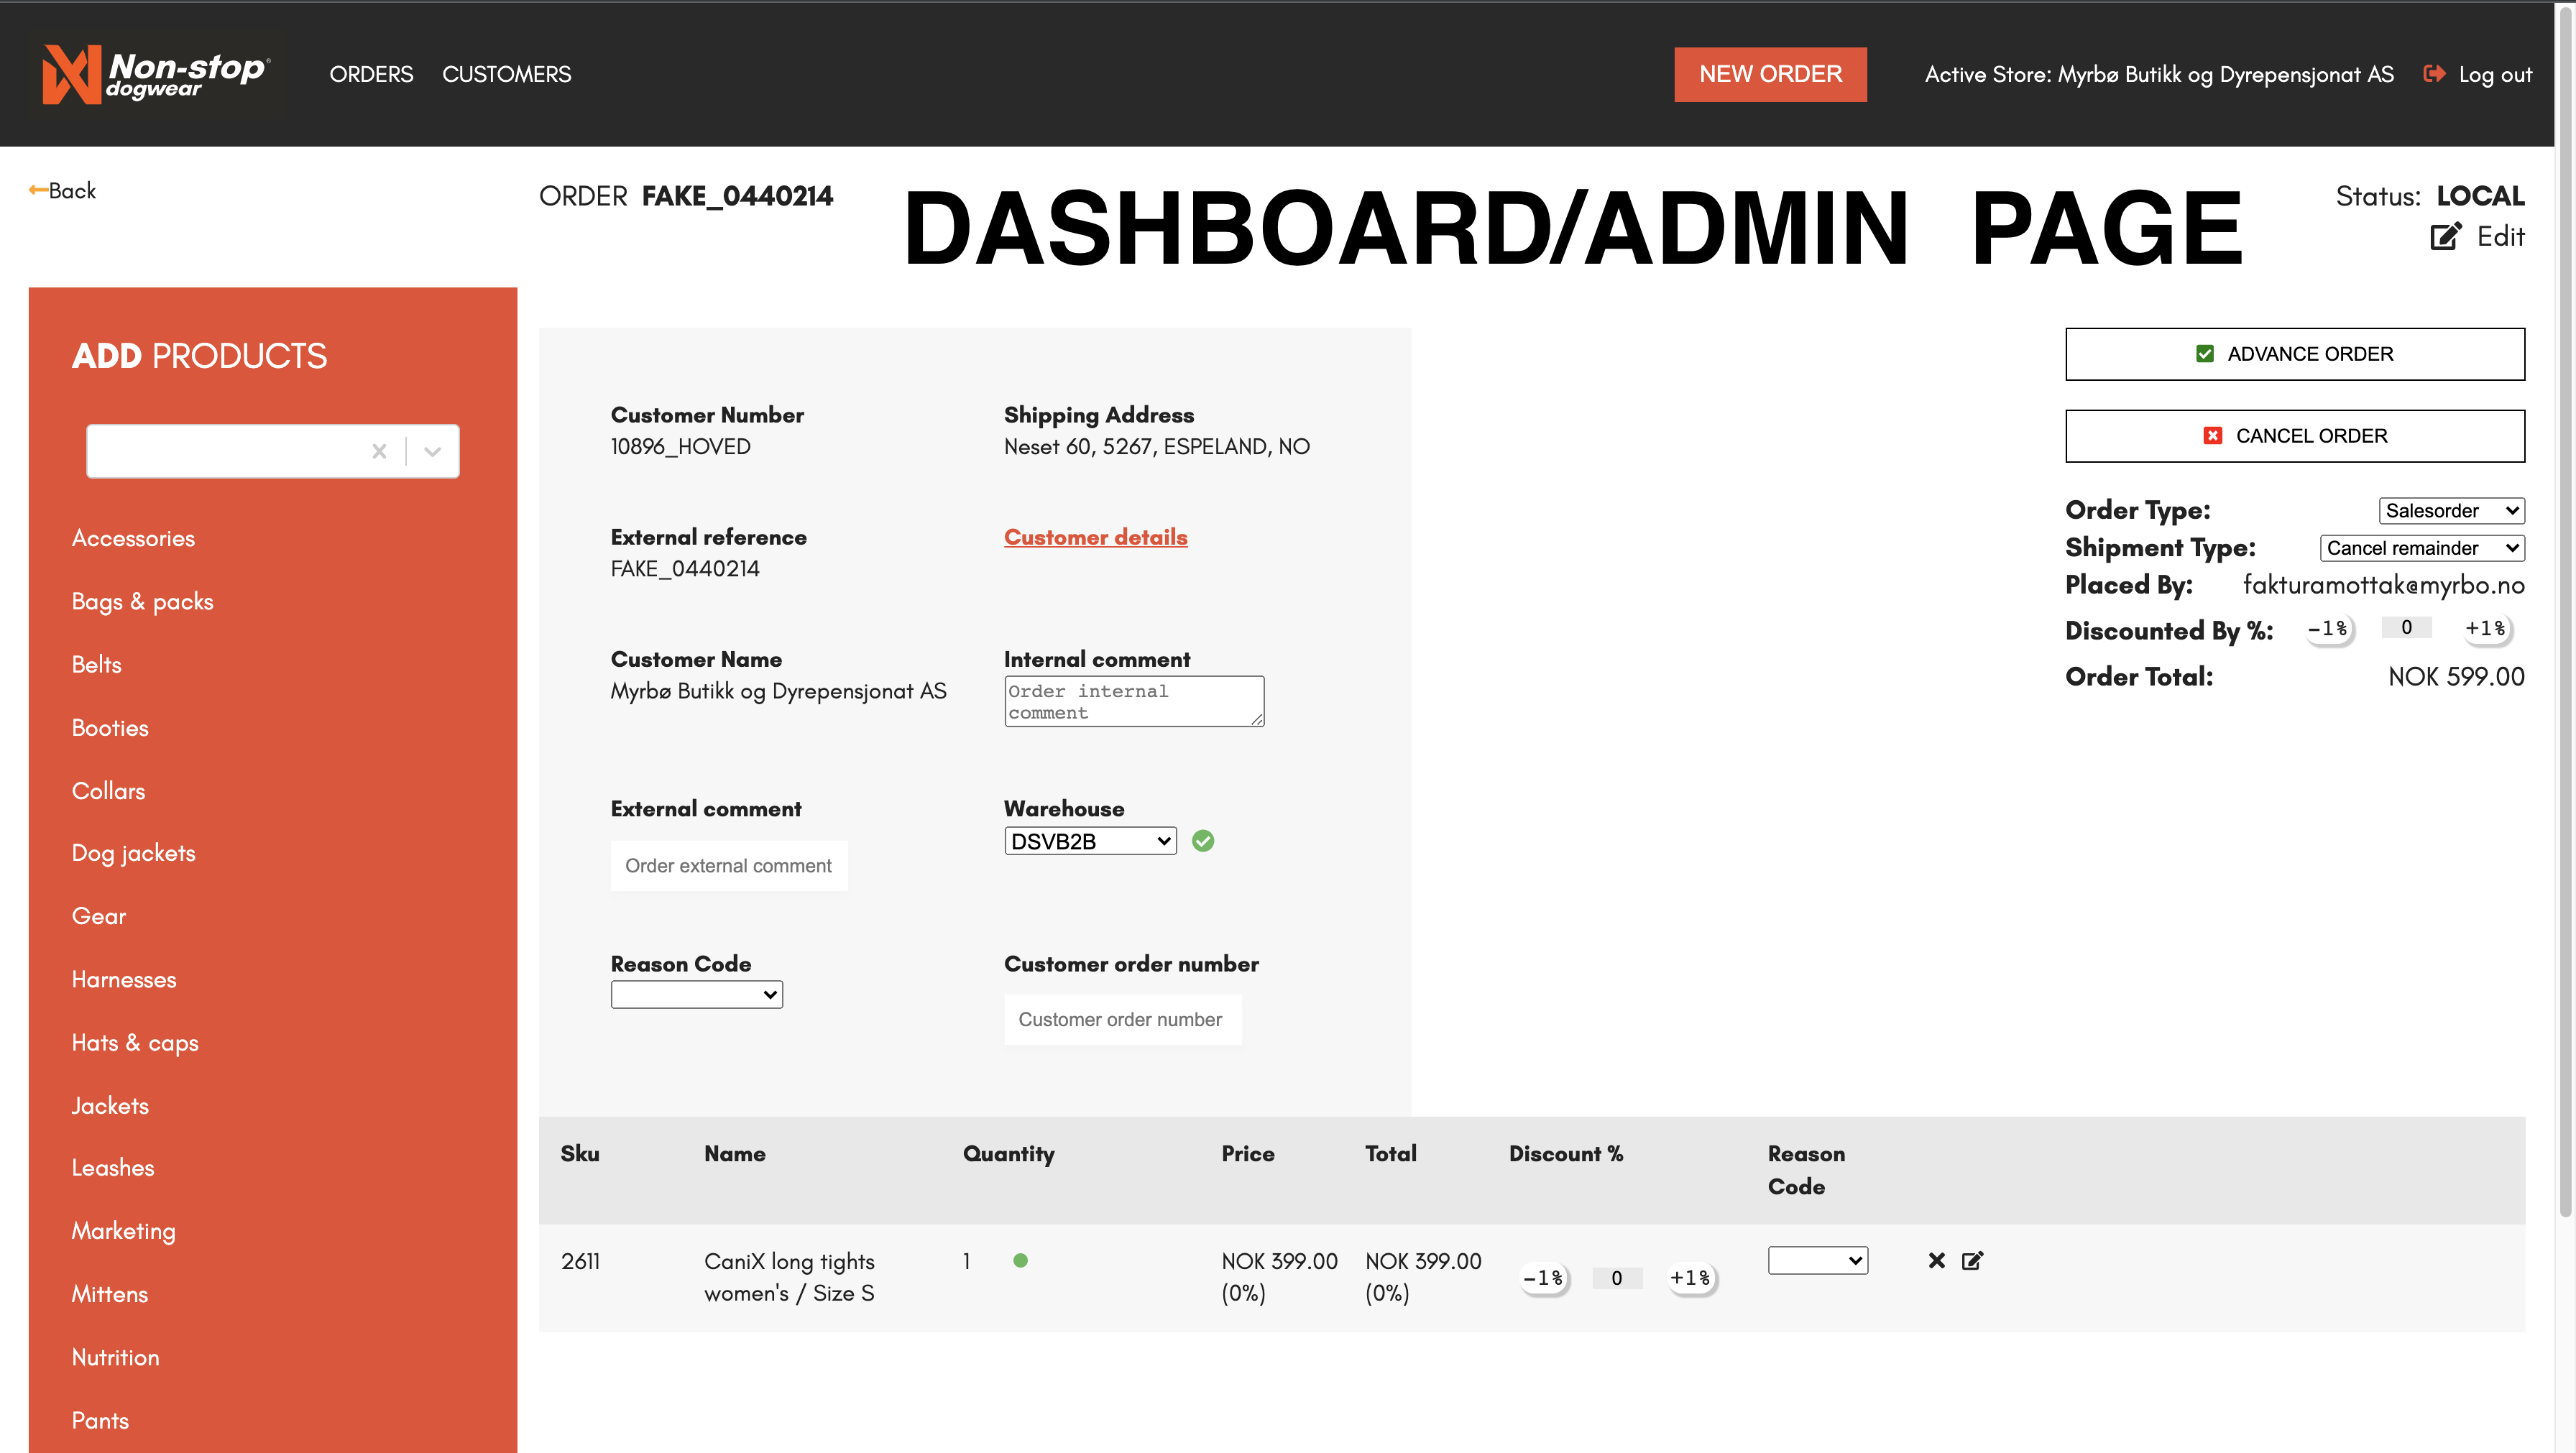 Non-stop®
dogwear
ORDERS CUSTOMERS
NEW ORDER
Active Store: Myrbø Butikk og Dyrepensjonat AS
Log out
Back
ORDER FAKE_0440214
DASHBOARD/ADMIN PAGE
Status: LOCAL
Edit
ADD PRODUCTS
Accessories
Bags & packs
Belts
Booties
Collars
Dog jackets
Gear
Harnesses
Hats & caps
Jackets
Leashes
Marketing
Mittens
Nutrition
Pants
Customer Number
10896_HOVED
Shipping Address
Neset 60, 5267, ESPELAND, NO
External reference
FAKE_0440214
Customer details
Customer Name
Myrbø Butikk og Dyrepensjonat AS
Internal comment
Order internal
comment
External comment
Order external comment
Warehouse
DSVB2B
Reason Code
Customer order number
Customer order number
ADVANCE ORDER
CANCEL ORDER
Order Type: Salesorder
Shipment Type: Cancel remainder
Placed By: fakturamottak@myrbo.no
Discounted By %: -1% 0 +1%
Order Total: NOK 599.00
Sku Name Quantity Price Total Discount % Reason
Code
2611 CaniX long tights 1 NOK 399.00 NOK 399.00 -1% 0 +1%
women's / Size S (0%) (0%)